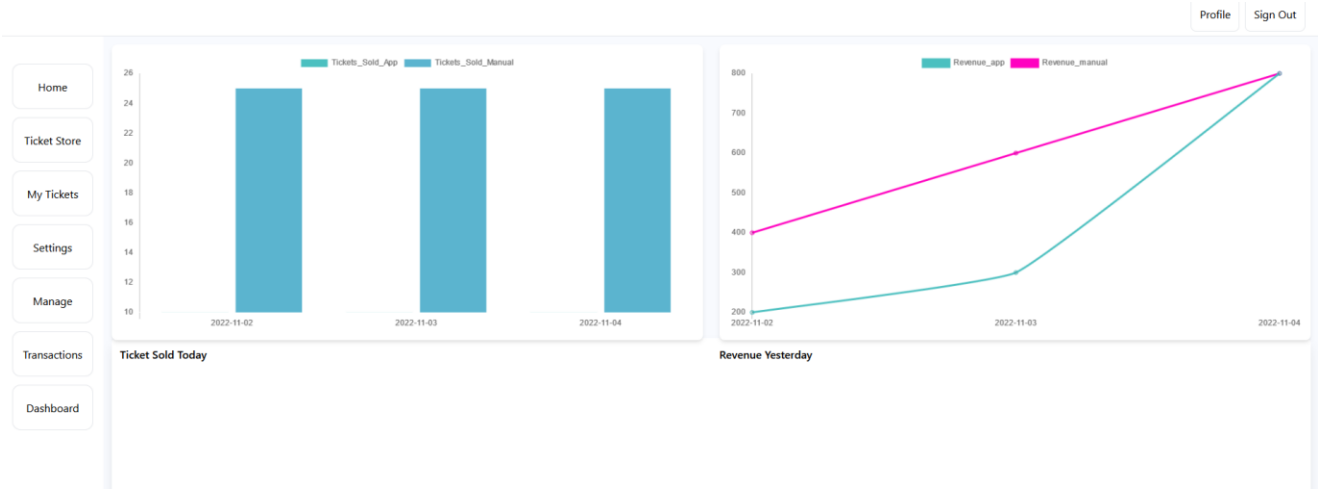 Profile Sign Out
Home
Ticket Store
My Tickets
Settings
Manage
Transactions
Dashboard
Tickets_Sold_App Tickets_Sold_Manual
26
24
22
20
18
16
14
12
10
2022-11-02 2022-11-03 2022-11-04
Revenue_app Revenue_manual
800
700
600
500
400
300
200
2022-11-02 2022-11-03 2022-11-04
Ticket Sold Today
Revenue Yesterday